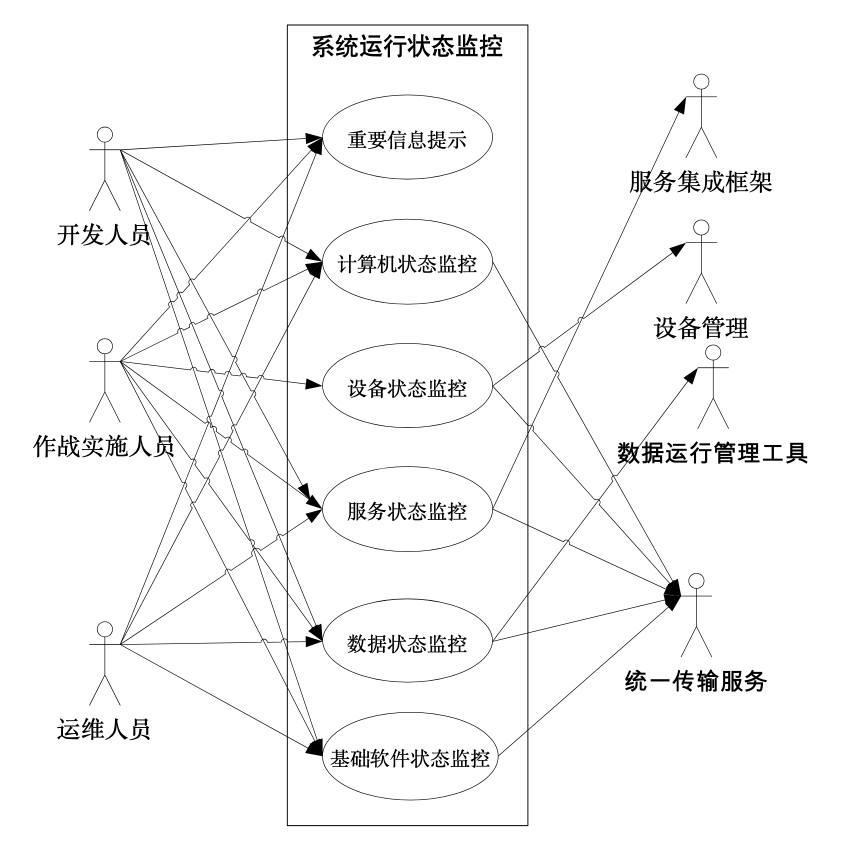 系统运行状态监控
重要信息提示
计算机状态监控
设备状态监控
服务状态监控
数据状态监控
基础软件状态监控
开发人员
作战实施人员
运维人员
服务集成框架
设备管理
数据运行管理工具
统一传输服务